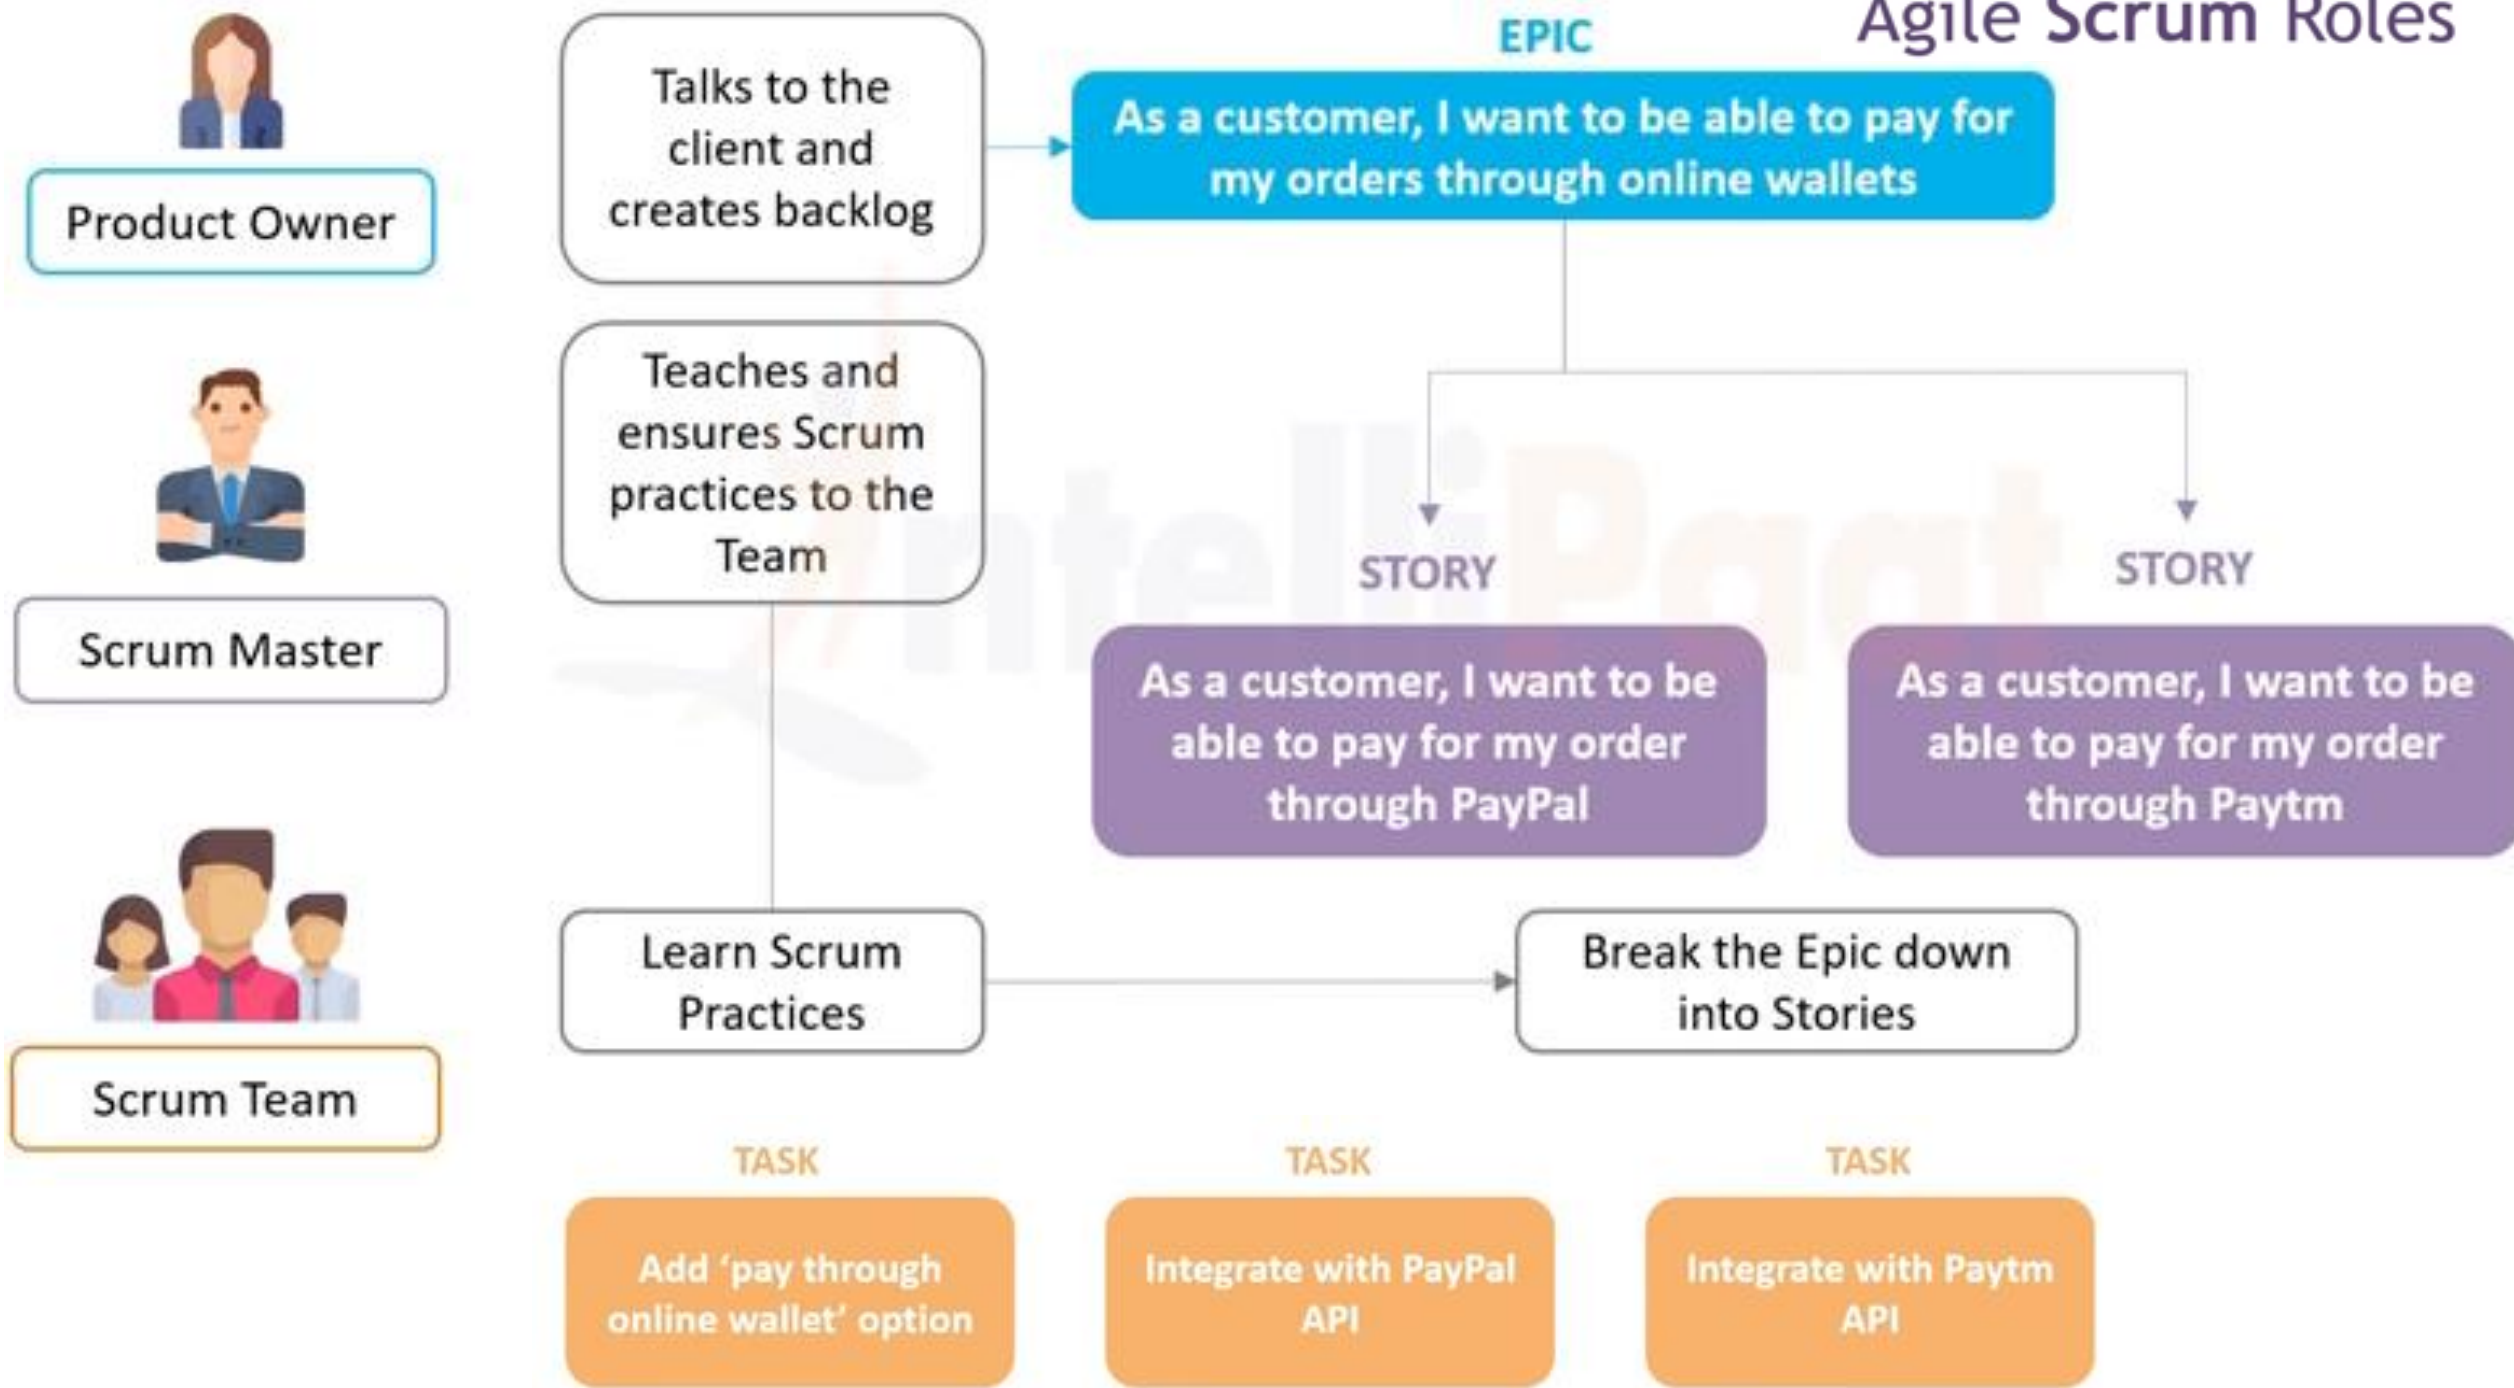 Agile Scrum Roles
Product Owner
Talks to the
client and
creates backlog
EPIC
As a customer, I want to be able to pay for
my orders through online wallets
Scrum Master
Teaches and
ensures Scrum
practices to the
Team
STORY
As a customer, I want to be
able to pay for my order
through PayPal
STORY
As a customer, I want to be
able to pay for my order
through Paytm
Scrum Team
Learn Scrum
Practices
Break the Epic down
into Stories
TASK
Add ‘pay through
online wallet’ option
TASK
Integrate with PayPal
API
TASK
Integrate with Paytm
API
IntelliPaat